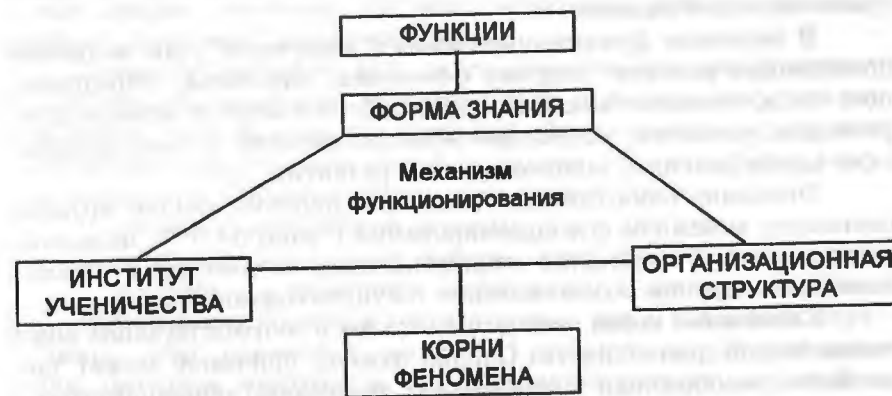 ФУНКЦИИ
ФОРМА ЗНАНИЯ
Механизм
функционирования
ИНСТИТУТ
УЧЕНИЧЕСТВА
ОРГАНИЗАЦИОННАЯ
СТРУКТУРА
КОРНИ
ФЕНОМЕНА